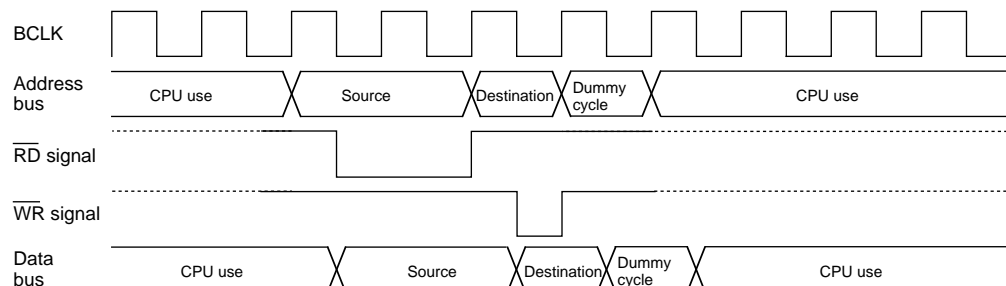 BCLK
Address
bus
CPU use
Source
Destination
Dummy
cycle
CPU use
RD signal
WR signal
Data
bus
CPU use
Source
Destination
Dummy
cycle
CPU use